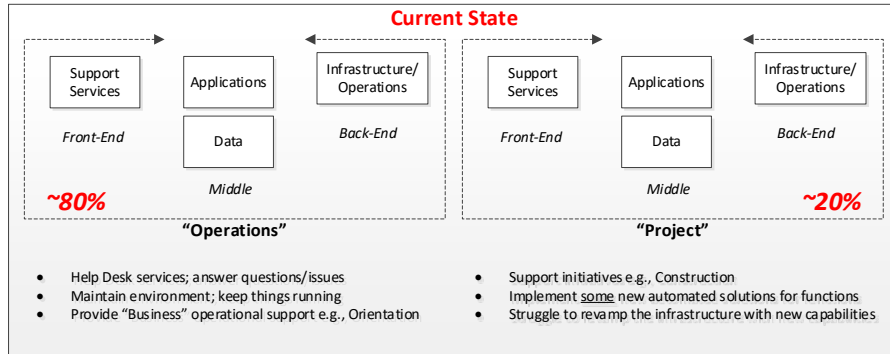 Current State
Support
Services
Applications
Infrastructure/
Operations
Front-End
Data
Back-End
Middle
~80%
"Operations"
Support
Services
Applications
Infrastructure/
Operations
Front-End
Data
Back-End
Middle
~20%
"Project"
• Help Desk services; answer questions/issues
• Maintain environment; keep things running
• Provide "Business" operational support e.g., Orientation
• Support initiatives e.g., Construction
• Implement some new automated solutions for functions
• Struggle to revamp the infrastructure with new capabilities